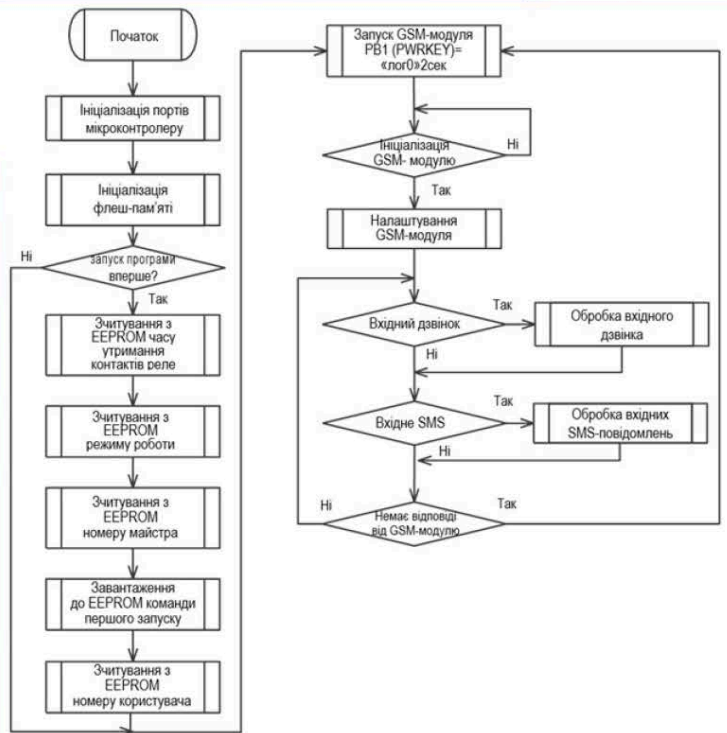 Початок
Ініціалізація портів
мікроконтролеру
Ініціалізація
флеш-пам'яті
Ні
запуск програми
вперше?
Так
Зчитування з
EEPROM часу
утримання
контактів реле
Зчитування з
EEPROM
режиму роботи
Зчитування з
EEPROM
номеру майстра
Завантаження
до EEPROM команди
першого запуску
Зчитування з
EEPROM
номеру користувача
Запуск GSM-модуля
PB1 (PWRKEY)=
«лог0»2сек
Ініціалізація
GSM- модулю
Ні
Так
Налаштування
GSM-модуля
Вхідний дзвінок
Так
Обробка вхідного
дзвінка
Ні
Вхідне SMS
Так
Обробка вхідних
SMS-повідомлень
Ні
Ні
Немає відповіді
від GSM-модулю
Так